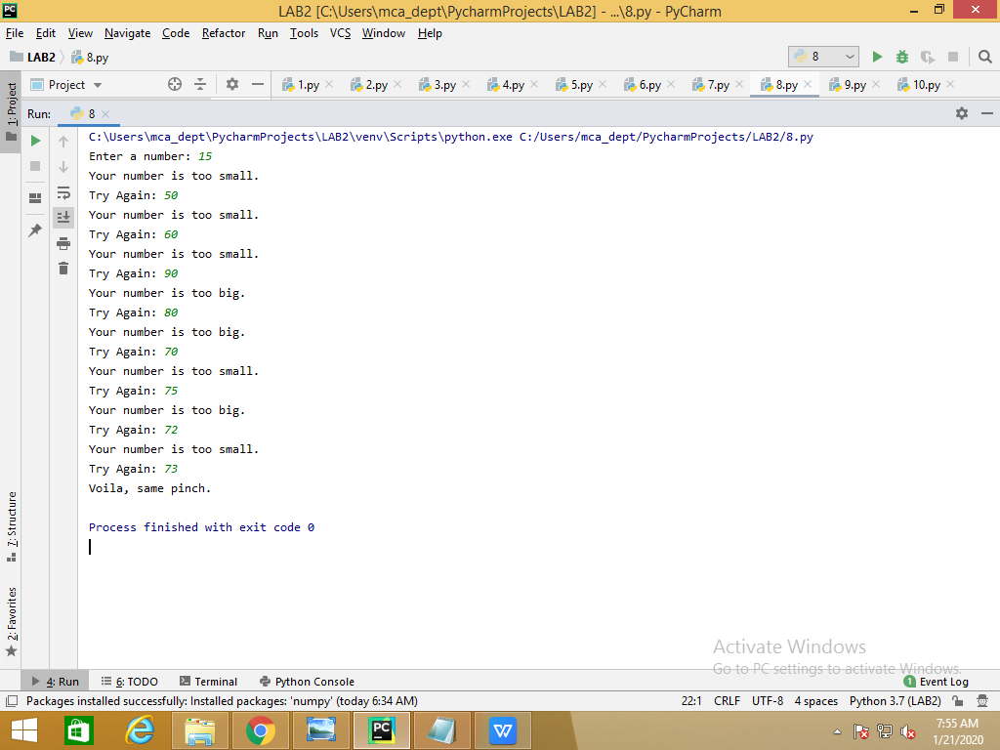 LAB2 [C:\Users\mca_dept\PycharmProjects\LAB2] - ...\8.py - PyCharm
File Edit View Navigate Code Refactor Run Tools VCS Window Help
LAB2 8.py 8
Project 1.py 2.py 3.py 4.py 5.py 6.py 7.py 8.py 9.py 10.py
1: Project
Run: 8
C:\Users\mca_dept\PycharmProjects\LAB2\venv\Scripts\python.exe C:/Users/mca_dept/PycharmProjects/LAB2/8.py
Enter a number: 15
Your number is too small.
Try Again: 50
Your number is too small.
Try Again: 60
Your number is too small.
Try Again: 90
Your number is too big.
Try Again: 80
Your number is too big.
Try Again: 70
Your number is too small.
Try Again: 75
Your number is too big.
Try Again: 72
Your number is too small.
Try Again: 73
Voila, same pinch.
Process finished with exit code 0
7: Structure
2: Favorites
Activate Windows
Go to PC settings to activate Windows.
4: Run 6: TODO Terminal Python Console 1 Event Log
Packages installed successfully: Installed packages: 'numpy' (today 6:34 AM) 22:1 CRLF UTF-8 4 spaces Python 3.7 (LAB2)
PC
W
7:55 AM
1/21/2020